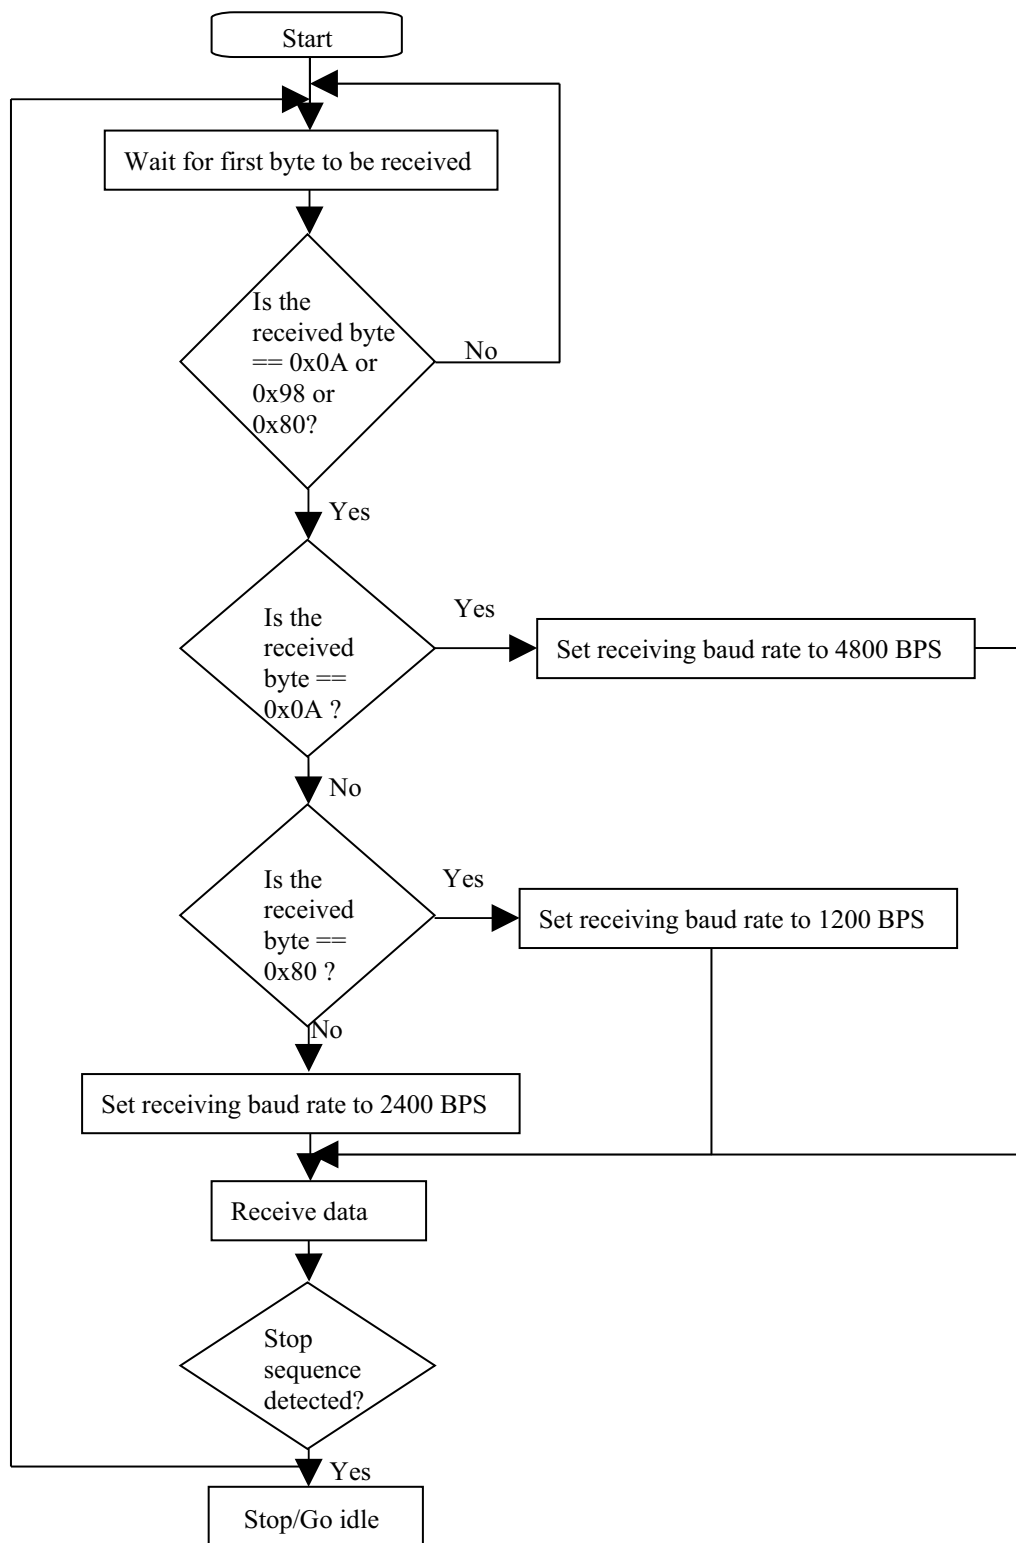 Start
Wait for first byte to be received
Is the
received byte
== 0x0A or
0x98 or
0x80?
No
Yes
Is the
received
byte ==
0x0A ?
Yes
Set receiving baud rate to 4800 BPS
No
Is the
received
byte ==
0x80 ?
Yes
Set receiving baud rate to 1200 BPS
No
Set receiving baud rate to 2400 BPS
Receive data
Stop
sequence
detected?
Yes
Stop/Go idle